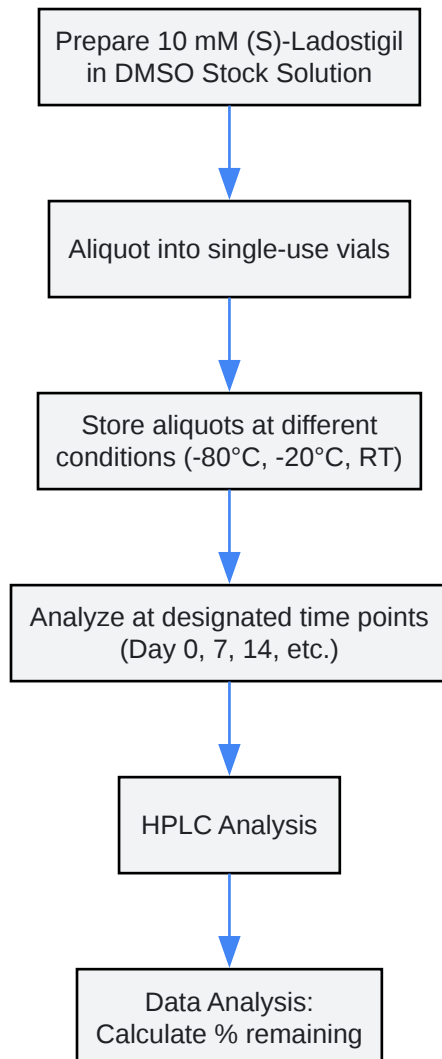 Prepare 10 mM (S)-Ladostigil
in DMSO Stock Solution
Aliquot into single-use vials
Store aliquots at different
conditions (-80°C, -20°C, RT)
Analyze at designated time points
(Day 0, 7, 14, etc.)
HPLC Analysis
Data Analysis:
Calculate % remaining